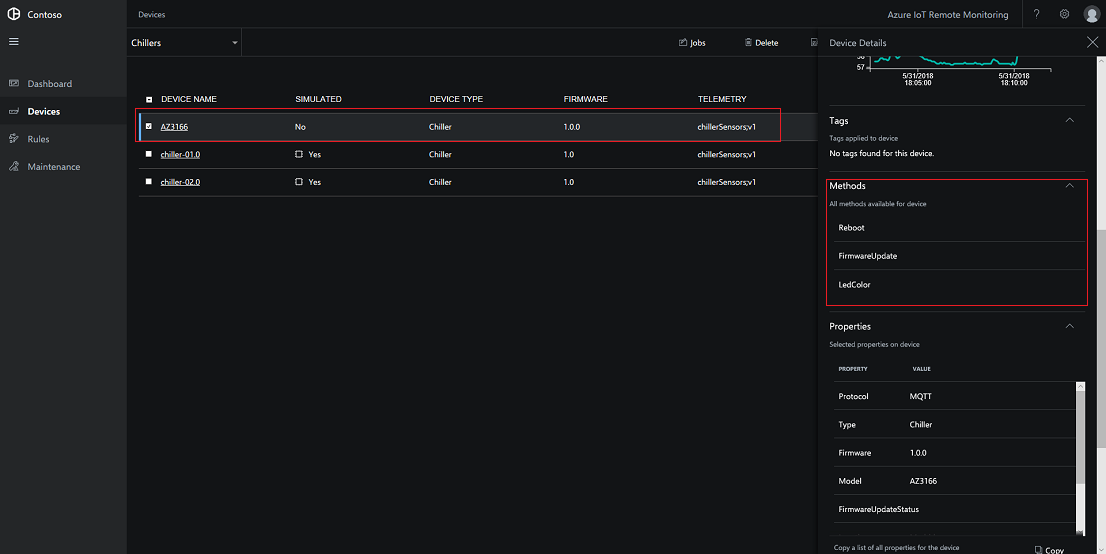 Contoso
Devices
Azure IoT Remote Monitoring
?
Chillers
Jobs
Delete
Dashboard
Devices
Rules
Maintenance
DEVICE NAME SIMULATED DEVICE TYPE FIRMWARE TELEMETRY
AZ3166 No Chiller 1.0.0 chillerSensors;v1
chiller-01.0 Yes Chiller 1.0 chillerSensors;v1
chiller-02.0 Yes Chiller 1.0 chillerSensors;v1
Device Details
57
5/31/2018 5/31/2018
18:05:00 18:10:00
Tags
Tags applied to device
No tags found for this device.
Methods
All methods available for device
Reboot
FirmwareUpdate
LedColor
Properties
Selected properties on device
PROPERTY VALUE
Protocol MQTT
Type Chiller
Firmware 1.0.0
Model AZ3166
FirmwareUpdateStatus
Copy a list of all properties for the device
Copy